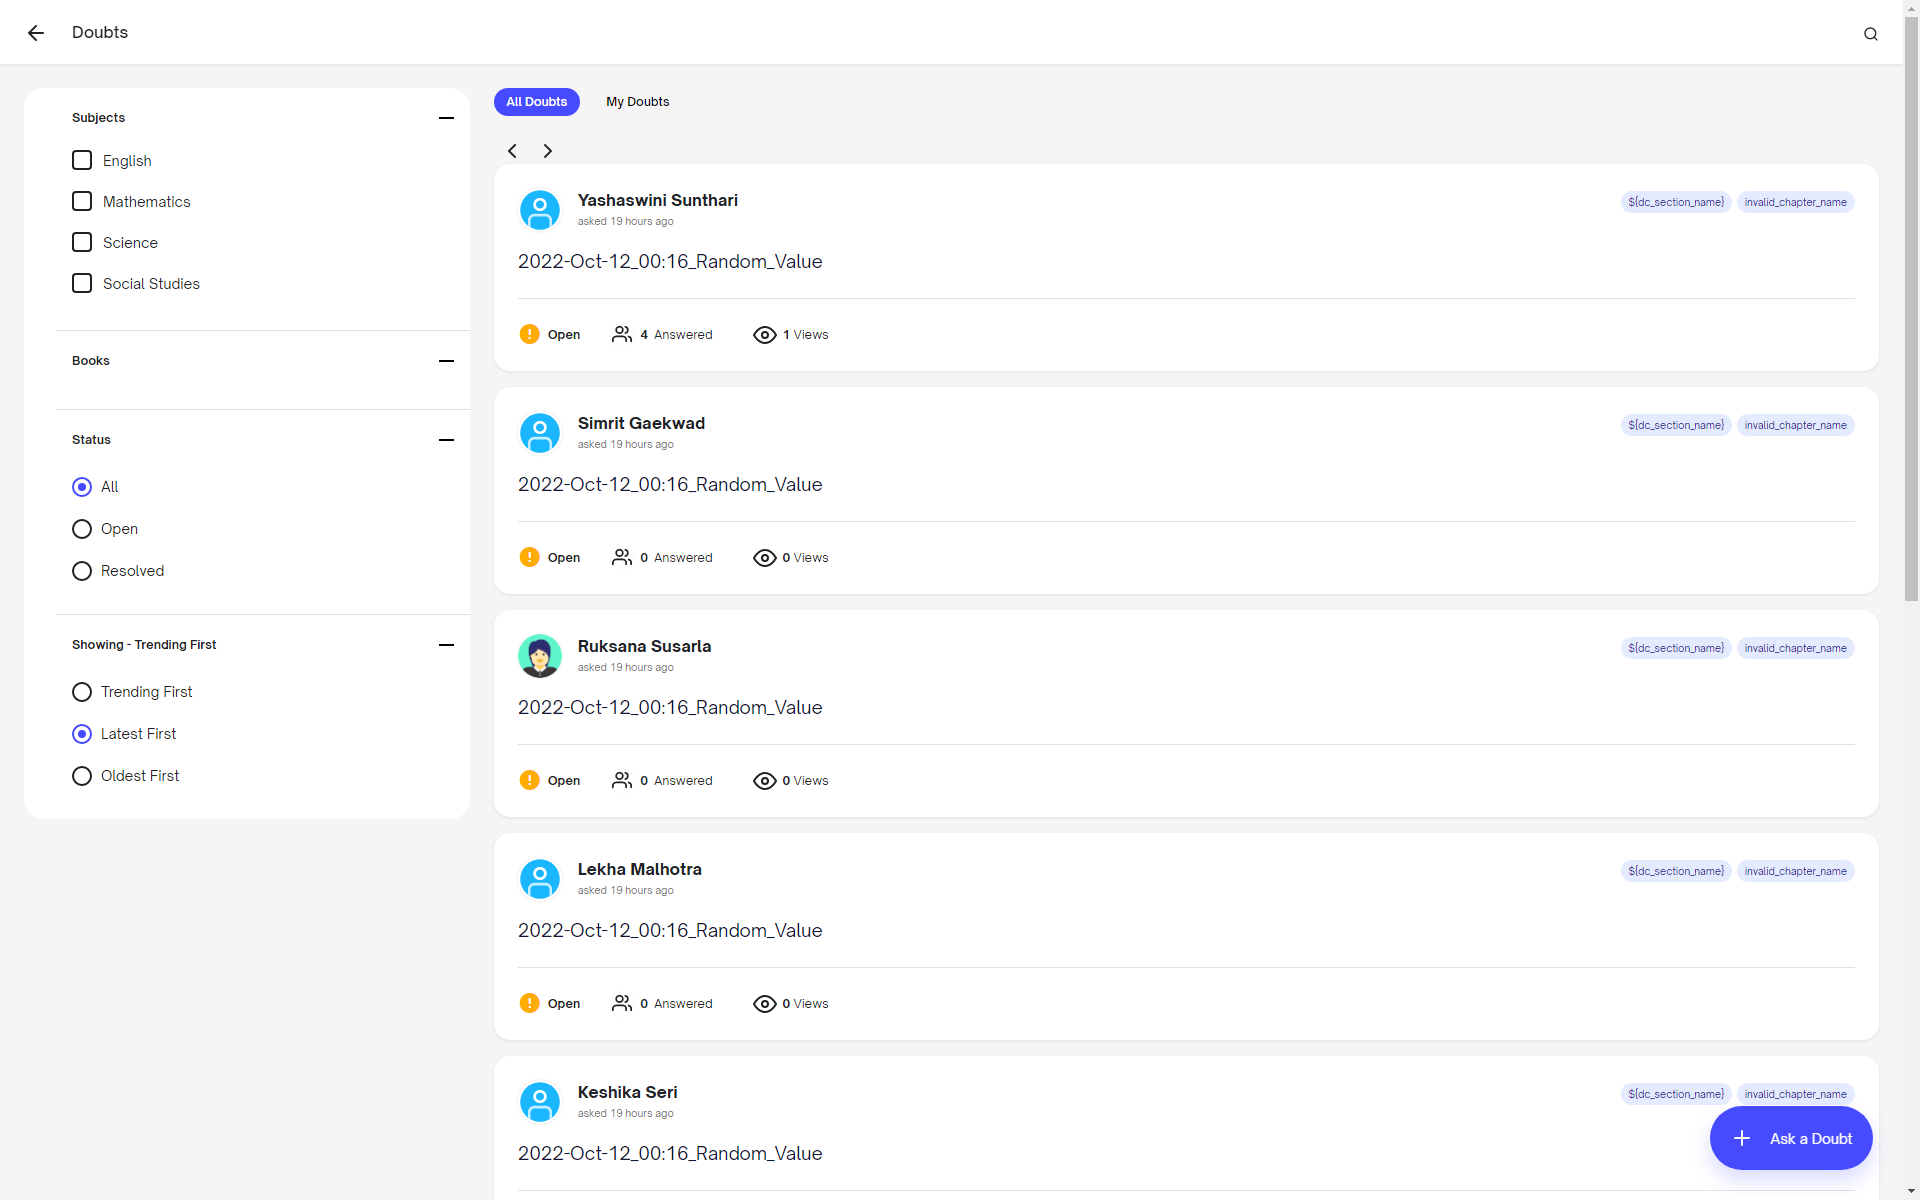 Doubts
Subjects
English
Mathematics
Science
Social Studies
Books
Status
All
Open
Resolved
Showing - Trending First
Trending First
Latest First
Oldest First
All Doubts My Doubts
Yashaswini Sunthari ${dc_section_name} invalid_chapter_name
asked 19 hours ago
2022-Oct-12_00:16_Random_Value
Open 4 Answered 1 Views
Simrit Gaekwad ${dc_section_name} invalid_chapter_name
asked 19 hours ago
2022-Oct-12_00:16_Random_Value
Open 0 Answered 0 Views
Ruksana Susarla ${dc_section_name} invalid_chapter_name
asked 19 hours ago
2022-Oct-12_00:16_Random_Value
Open 0 Answered 0 Views
Lekha Malhotra ${dc_section_name} invalid_chapter_name
asked 19 hours ago
2022-Oct-12_00:16_Random_Value
Open 0 Answered 0 Views
Keshika Seri ${dc_section_name} invalid_chapter_name
asked 19 hours ago
2022-Oct-12_00:16_Random_Value
Ask a Doubt